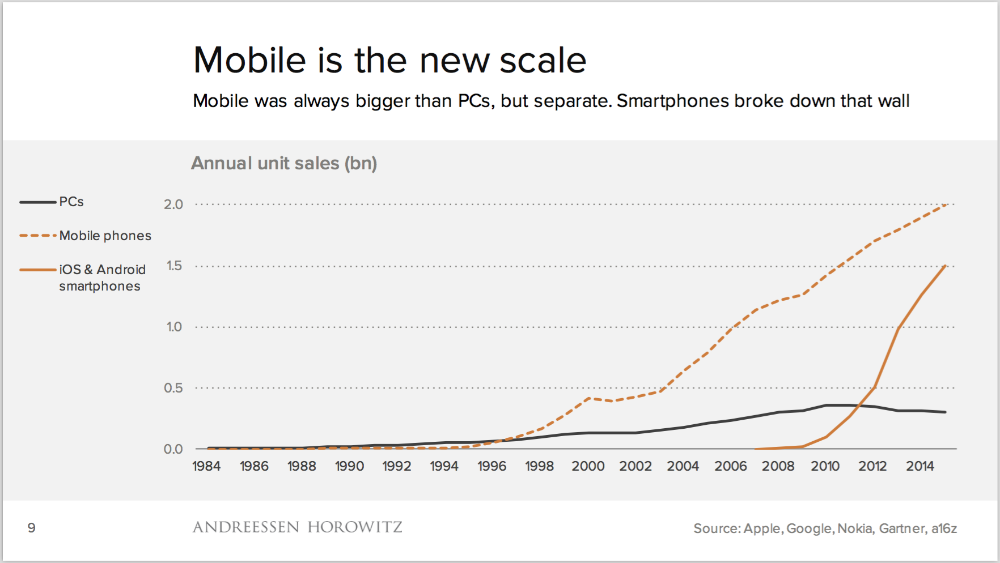 Mobile is the new scale
Mobile was always bigger than PCs, but separate. Smartphones broke down that wall
Annual unit sales (bn)
PCs
Mobile phones
iOS & Android
smartphones
2.0
1.5
1.0
0.5
0.0
1984 1986 1988 1990 1992 1994 1996 1998 2000 2002 2004 2006 2008 2010 2012 2014
9
ANDREESSEN HOROWITZ
Source: Apple, Google, Nokia, Gartner, a16z